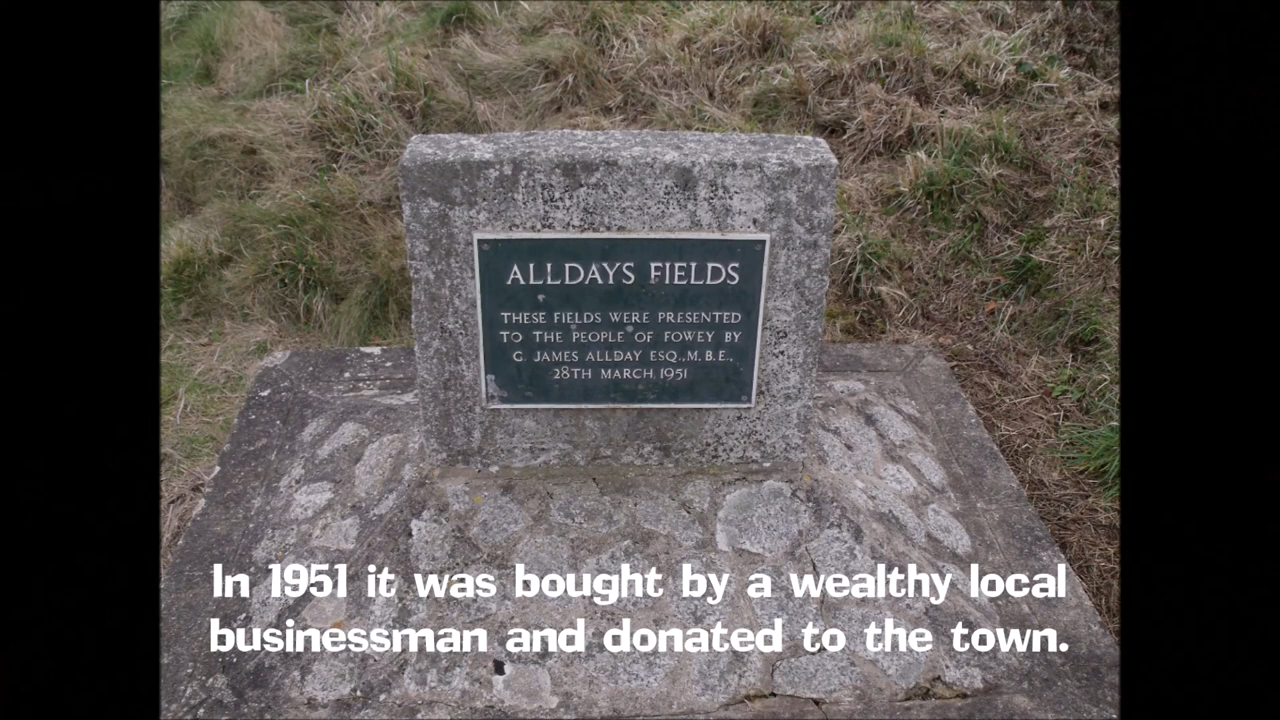 ALLDAYS FIELDS
THESE FIELDS WERE PRESENTED
TO THE PEOPLE OF FOWEY BY
G. JAMES ALLDAY ESQ., M.B.E.,
28TH MARCH 1951
In 1951 it was bought by a wealthy local
businessman and donated to the town.